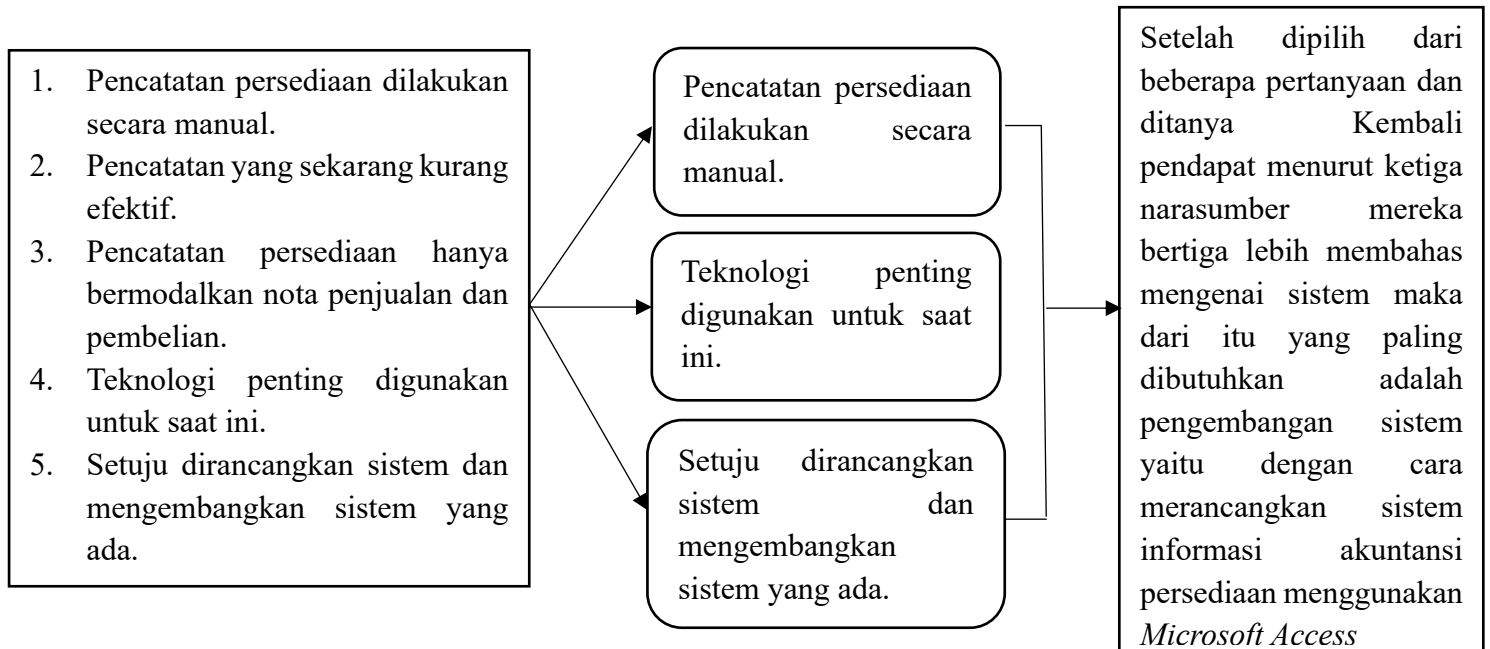 1. Pencatatan persediaan dilakukan
secara manual.
2. Pencatatan yang sekarang kurang
efektif.
3. Pencatatan persediaan hanya
bermodalkan nota penjualan dan
pembelian.
4. Teknologi penting digunakan
untuk saat ini.
5. Setuju dirancangkan sistem dan
mengembangkan sistem yang
ada.
Pencatatan persediaan
dilakukan secara
manual.
Teknologi penting
digunakan untuk saat
ini.
Setuju dirancangkan
sistem dan
mengembangkan
sistem yang ada.
Setelah dipilih dari
beberapa pertanyaan dan
ditanya Kembali
pendapat menurut ketiga
narasumber mereka
bertiga lebih membahas
mengenai sistem maka
dari itu yang paling
dibutuhkan adalah
pengembangan sistem
yaitu dengan cara
merancangkan sistem
informasi akuntansi
persediaan menggunakan
Microsoft Access